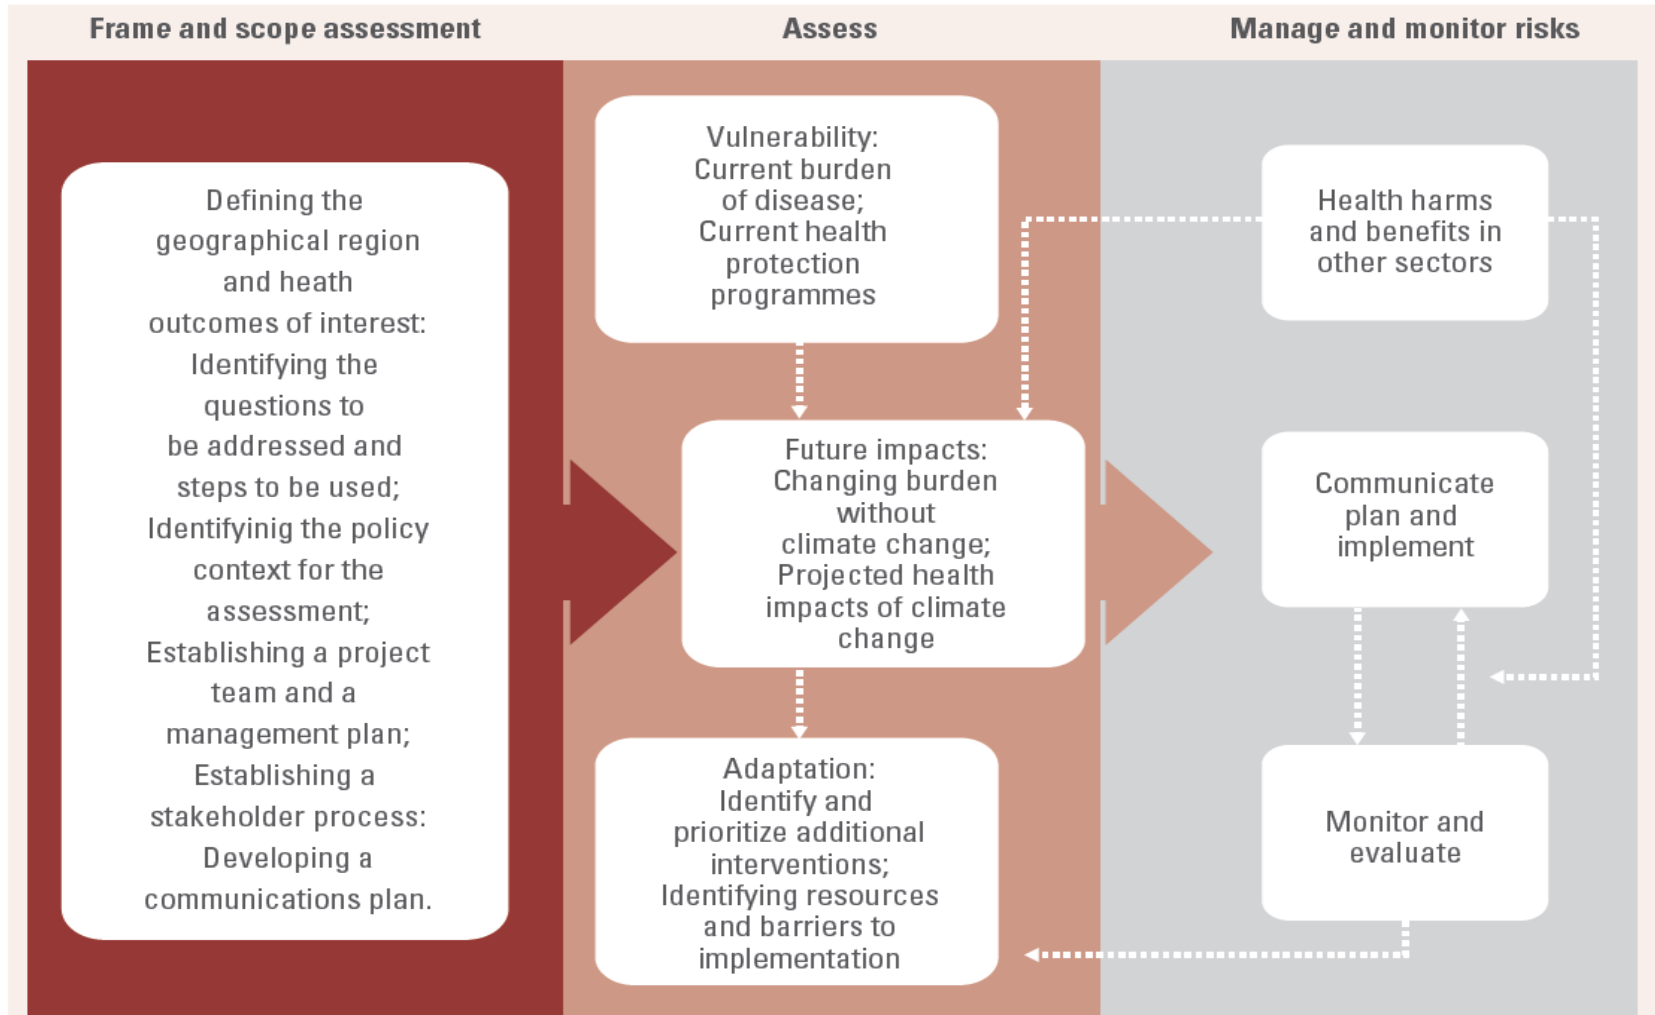 Frame and scope assessment
Assess
Manage and monitor risks
Defining the
geographical region
and heath
outcomes of interest:
Identifying the
questions to
be addressed and
steps to be used;
Identifyinig the policy
context for the
assessment;
Establishing a project
team and a
management plan;
Establishing a
stakeholder process:
Developing a
communications plan.
Vulnerability:
Current burden
of disease;
Current health
protection
programmes
Future impacts:
Changing burden
without
climate change;
Projected health
impacts of climate
change
Adaptation:
Identify and
prioritize additional
interventions;
Identifying resources
and barriers to
implementation
Health harms
and benefits in
other sectors
Communicate
plan and
implement
Monitor and
evaluate